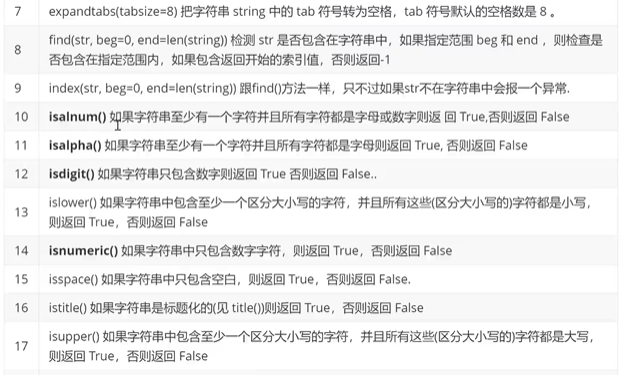 7 expandtabs(tabsize=8) 把字符串 string 中的 tab 符号转为空格，tab 符号默认的空格数是 8 。
8 find(str, beg=0, end=len(string)) 检测 str 是否包含在字符串中，如果指定范围 beg 和 end ，则检查是
否包含在指定范围内，如果包含返回开始的索引值，否则返回-1
9 index(str, beg=0, end=len(string)) 跟find()方法一样，只不过如果str不在字符串中会报一个异常.
10 isalnum() 如果字符串至少有一个字符并且所有字符都是字母或数字则返 回 True,否则返回 False
11 isalpha() 如果字符串至少有一个字符并且所有字符都是字母则返回 True, 否则返回 False
12 isdigit() 如果字符串只包含数字则返回 True 否则返回 False..
13 islower() 如果字符串中包含至少一个区分大小写的字符，并且所有这些(区分大小写的)字符都是小写，
则返回 True，否则返回 False
14 isnumeric() 如果字符串中只包含数字字符，则返回 True，否则返回 False
15 isspace() 如果字符串中只包含空白，则返回 True，否则返回 False.
16 istitle() 如果字符串是标题化的(见 title())则返回 True，否则返回 False
17 isupper() 如果字符串中包含至少一个区分大小写的字符，并且所有这些(区分大小写的)字符都是大写，
则返回 True，否则返回 False